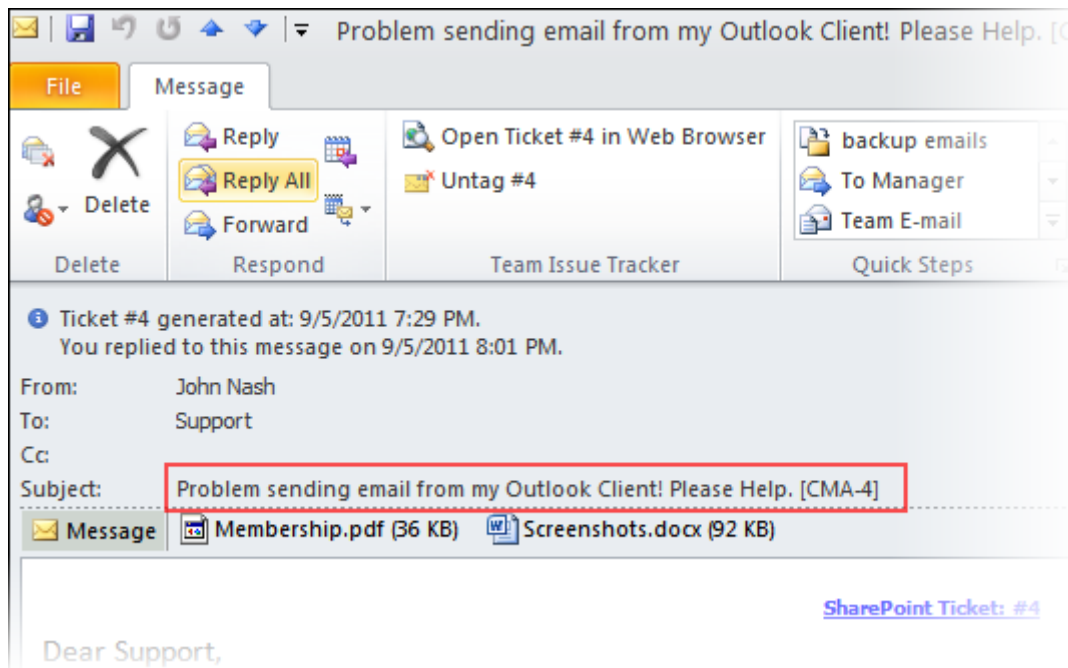 Problem sending email from my Outlook Client! Please Help. [C
File Message
Reply
Open Ticket #4 in Web Browser
backup emails
Reply All
Untag #4
To Manager
Delete
Forward
Team E-mail
Delete Respond Team Issue Tracker Quick Steps
Ticket #4 generated at: 9/5/2011 7:29 PM.
You replied to this message on 9/5/2011 8:01 PM.
From: John Nash
To: Support
Cc:
Subject: Problem sending email from my Outlook Client! Please Help. [CMA-4]
Message Membership.pdf (36 KB) Screenshots.docx (92 KB)
SharePoint Ticket: #4
Dear Support,